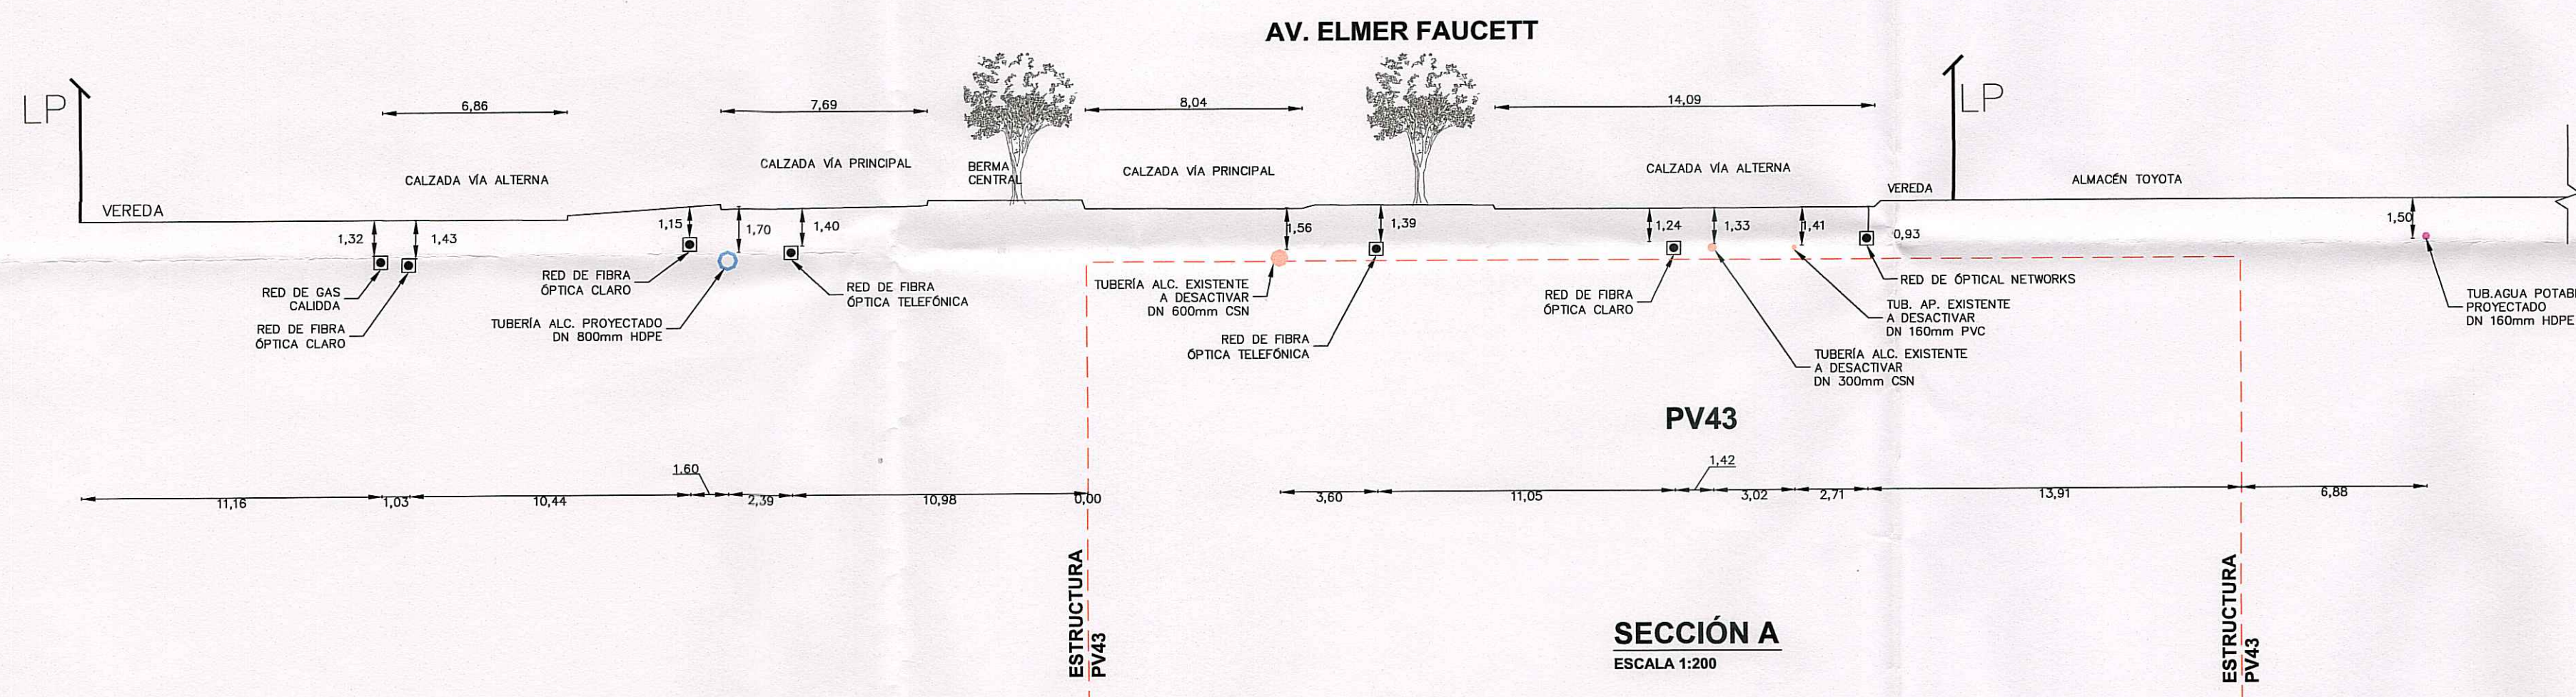 AV. ELMER FAUCETT
LP
6,86
7,69
8,04
14,09
LP
VEREDA
CALZADA VÍA ALTERNA
CALZADA VÍA PRINCIPAL
BERMA
CENTRAL
CALZADA VÍA PRINCIPAL
CALZADA VÍA ALTERNA
VEREDA
ALMACÉN TOYOTA
1,32
1,43
1,15
1,70
1,40
1,56
1,39
1,24
1,33
1,41
0,93
1,50
RED DE GAS
CALIDDA
RED DE FIBRA
ÓPTICA CLARO
RED DE FIBRA
ÓPTICA CLARO
TUBERÍA ALC. PROYECTADO
DN 800mm HDPE
RED DE FIBRA
ÓPTICA TELEFÓNICA
TUBERÍA ALC. EXISTENTE
A DESACTIVAR
DN 600mm CSN
RED DE FIBRA
ÓPTICA TELEFÓNICA
RED DE FIBRA
ÓPTICA CLARO
RED DE ÓPTICAL NETWORKS
TUB. AP. EXISTENTE
A DESACTIVAR
DN 160mm PVC
TUBERÍA ALC. EXISTENTE
A DESACTIVAR
DN 300mm CSN
TUB.AGUA POTAB
PROYECTADO
DN 160mm HDPE
PV43
11,16
1,03
10,44
1.60
2,39
10,98
0,00
3,60
11,05
1,42
3,02
2,71
13,91
6,88
ESTRUCTURA
PV43
SECCIÓN A
ESCALA 1:200
ESTRUCTURA
PV43